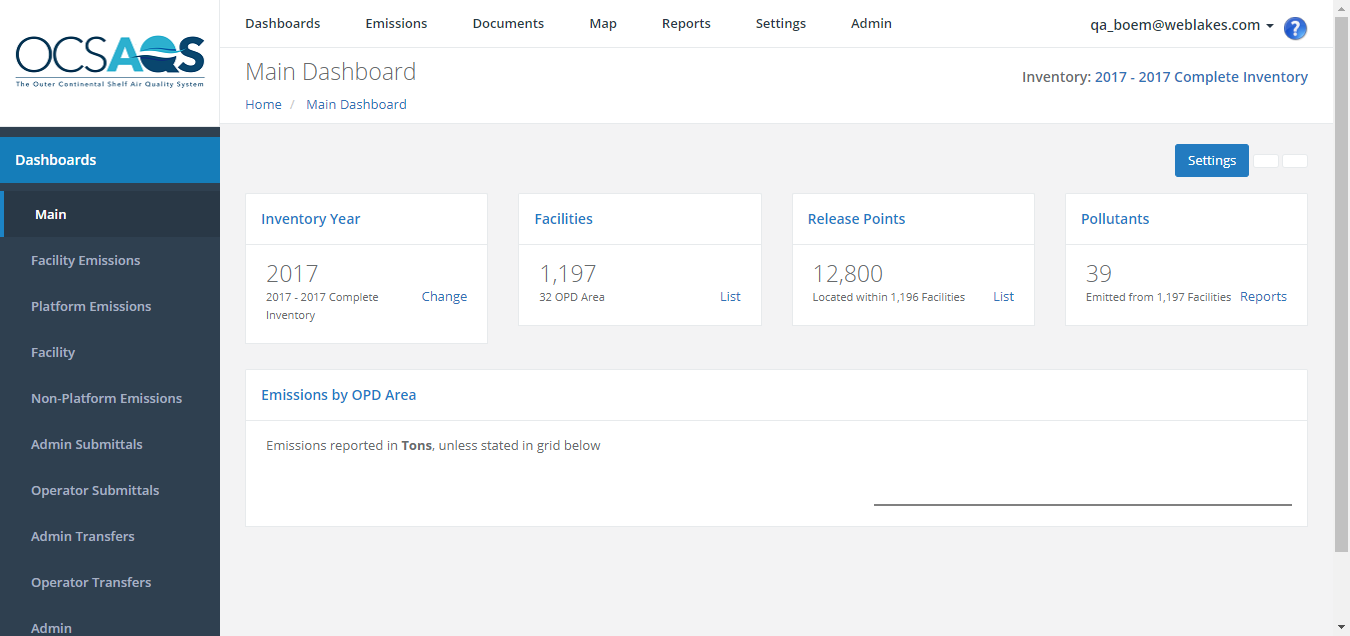 OCSAQS
The Outer Continental Shelf Air Quality System
Dashboards Emissions Documents Map Reports Settings Admin
qa_boem@weblakes.com
?
Main Dashboard
Inventory: 2017 - 2017 Complete Inventory
Home / Main Dashboard
Dashboards
Main
Facility Emissions
Platform Emissions
Facility
Non-Platform Emissions
Admin Submittals
Operator Submittals
Admin Transfers
Operator Transfers
Admin
Settings
Inventory Year
2017
2017 - 2017 Complete
Inventory
Change
Facilities
1,197
32 OPD Area
List
Release Points
12,800
Located within 1,196 Facilities
List
Pollutants
39
Emitted from 1,197 Facilities
Reports
Emissions by OPD Area
Emissions reported in Tons, unless stated in grid below